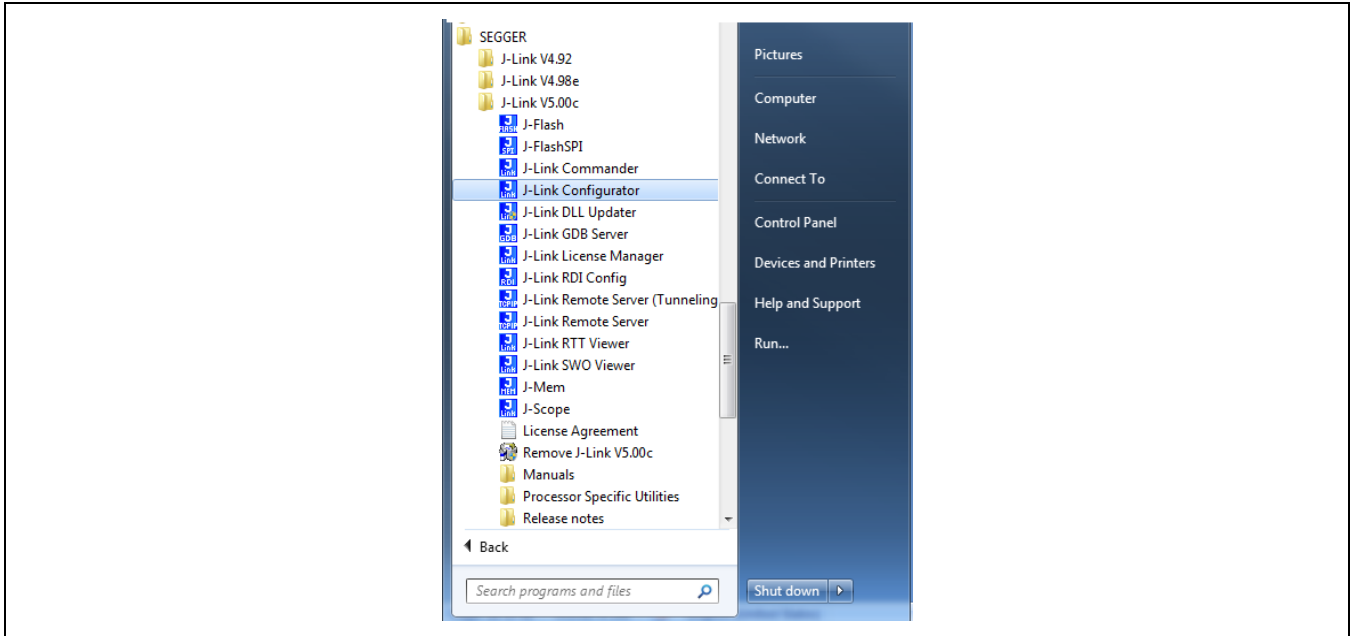 SEGGER
J-Link V4.92
J-Link V4.98e
J-Link V5.00c
J-Flash
J-FlashSPI
J-Link Commander
J-Link Configurator
J-Link DLL Updater
J-Link GDB Server
J-Link License Manager
J-Link RDI Config
J-Link Remote Server (Tunneling
J-Link Remote Server
J-Link RTT Viewer
J-Link SWO Viewer
J-Mem
J-Scope
License Agreement
Remove J-Link V5.00c
Manuals
Processor Specific Utilities
Release notes
Back
Search programs and files
Pictures
Computer
Network
Connect To
Control Panel
Devices and Printers
Help and Support
Run...
Shut down